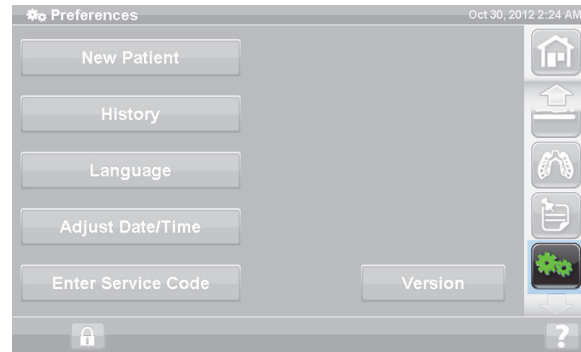 Preferences
Oct 30, 2012 2:24 AM
New Patient
History
Language
Adjust Date/Time
Enter Service Code
Version
?